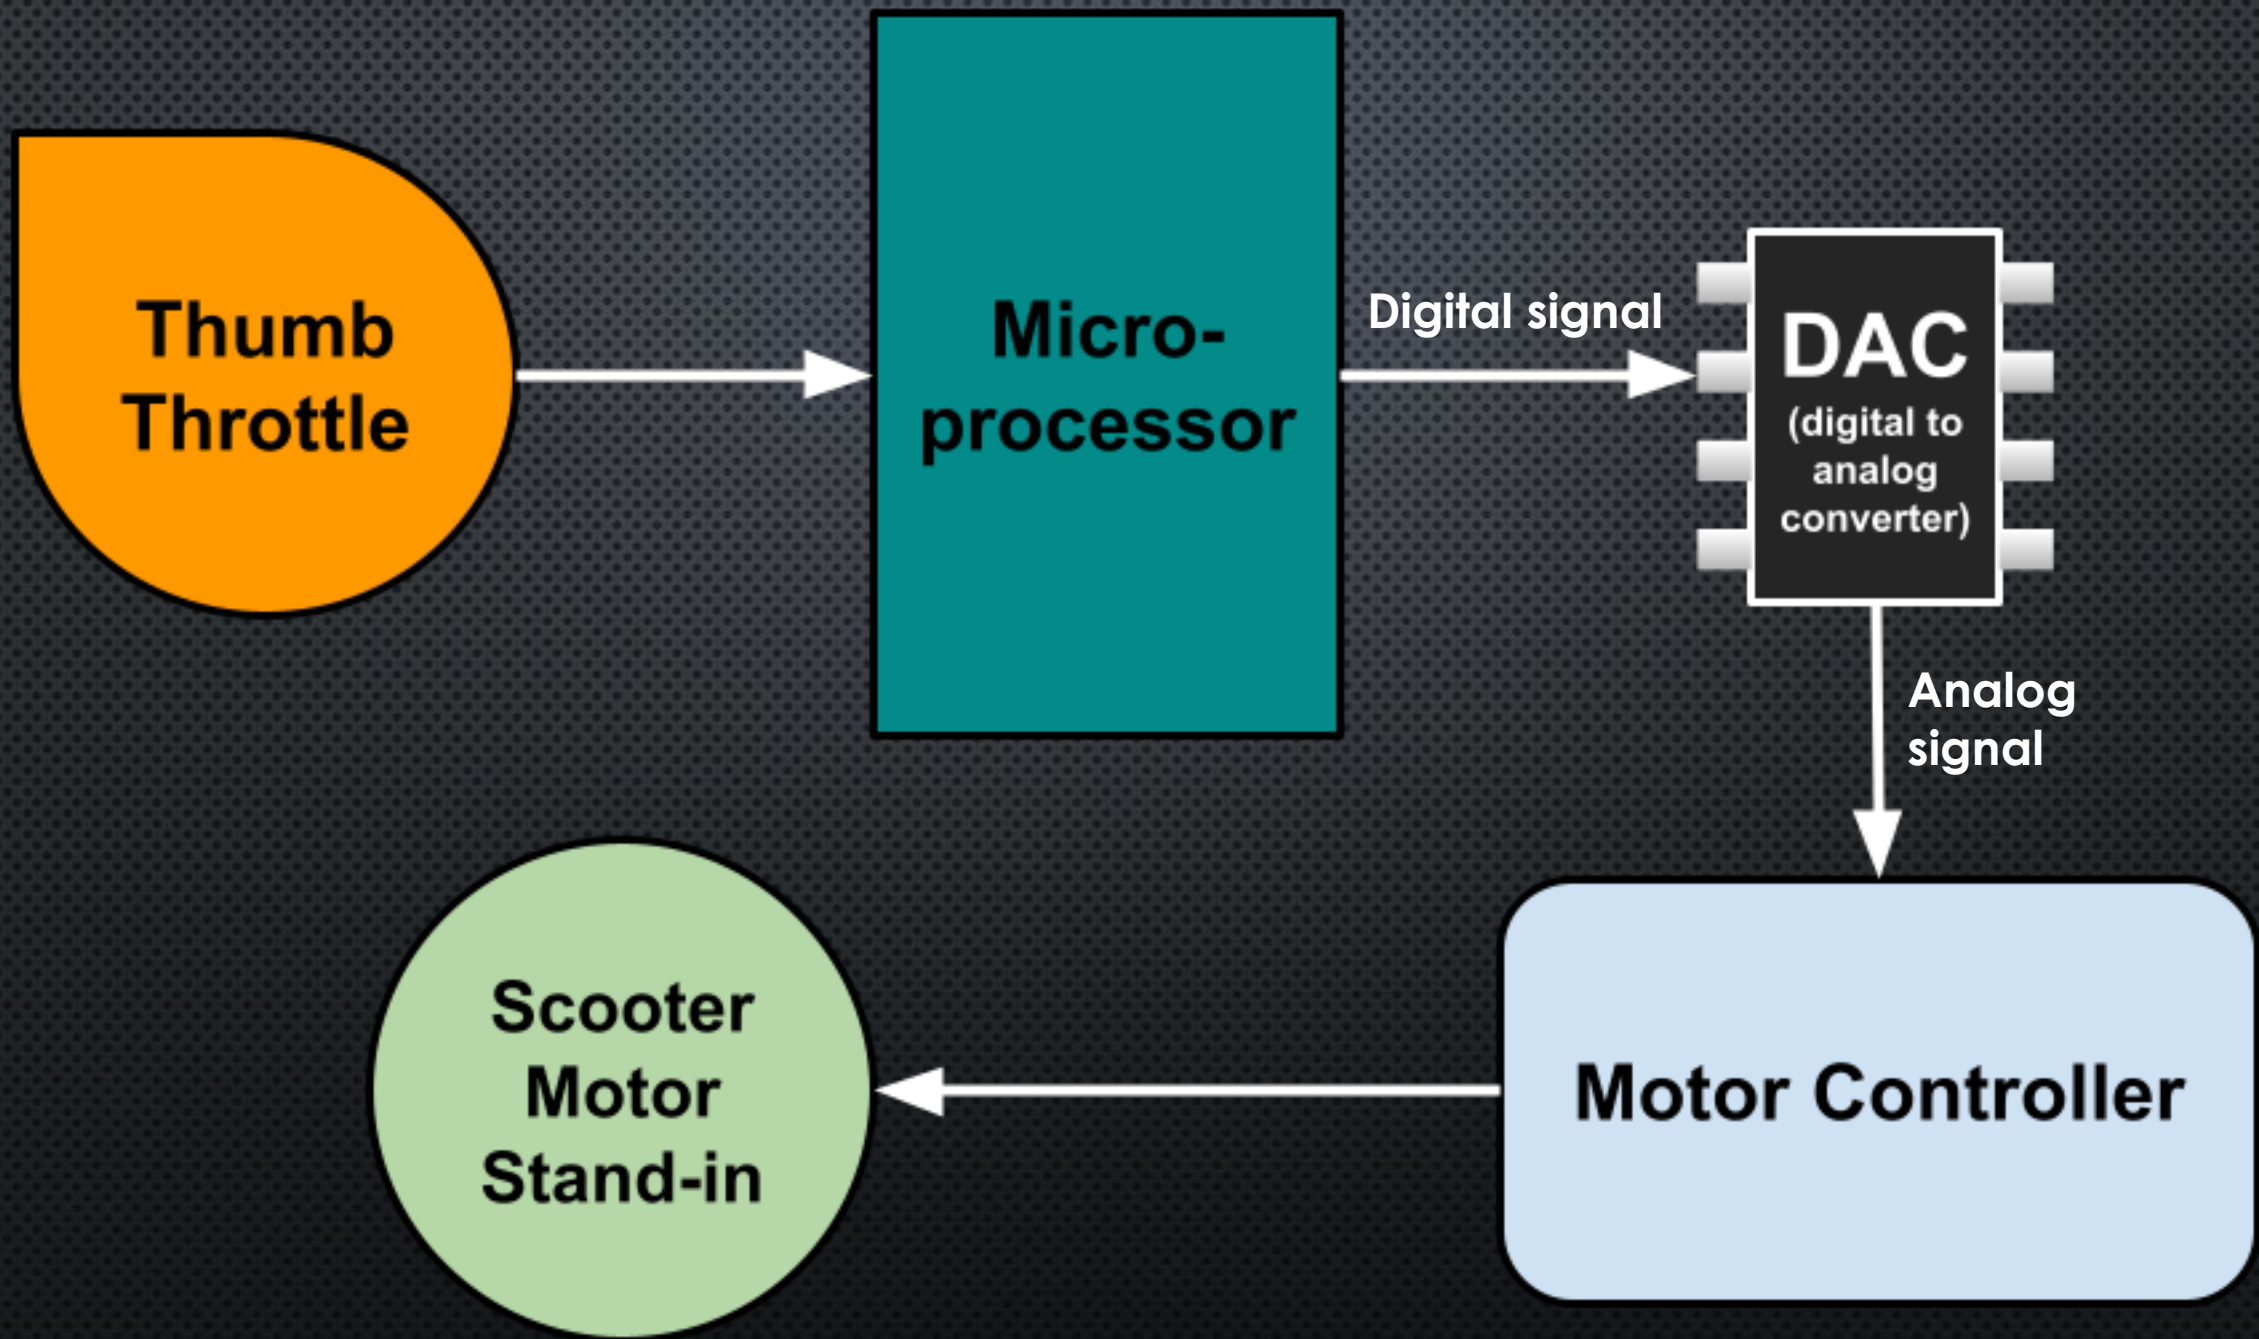 Thumb
Throttle
Micro-
processor
Digital signal
DAC
(digital to
analog
converter)
Analog
signal
Motor Controller
Scooter
Motor
Stand-in